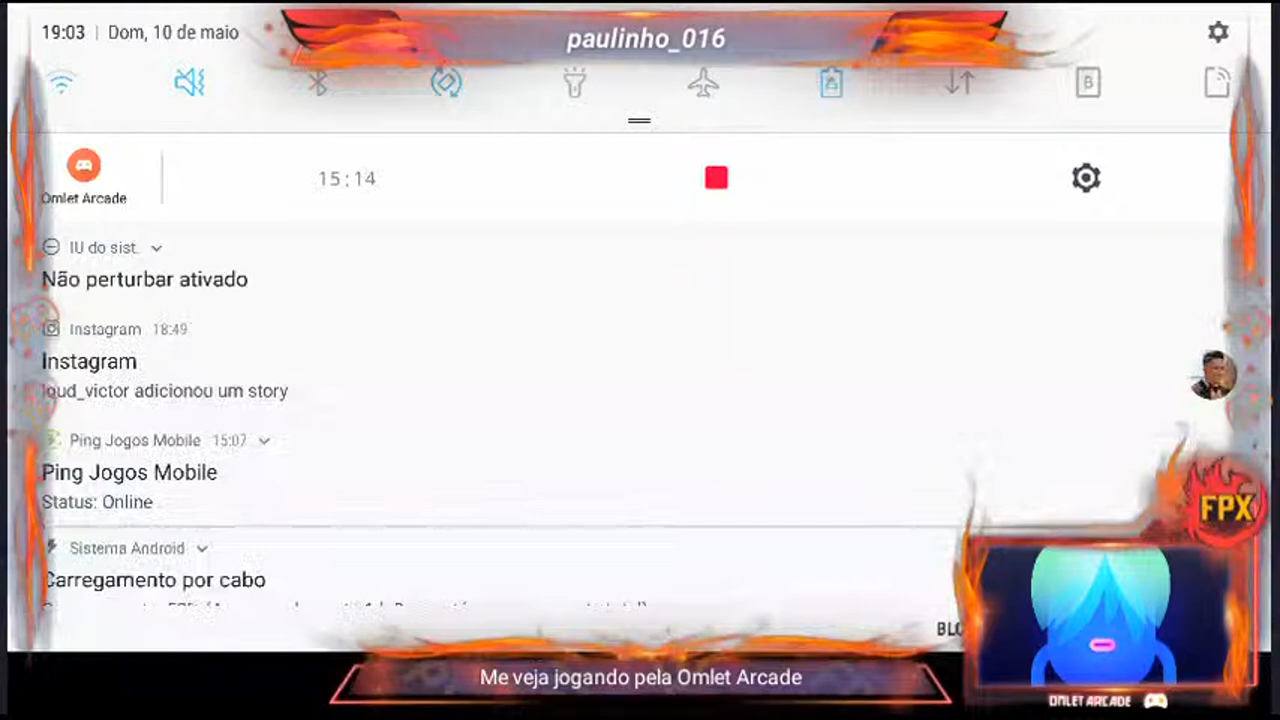 paulinho_016
19:03 | Dom, 10 de maio
Omlet Arcade
15:14
IU do sist.
Não perturbar ativado
Instagram 18:49
Instagram
loud_victor adicionou um story
Ping Jogos Mobile 15:07
Ping Jogos Mobile
Status: Online
Sistema Android
Carregamento por cabo
BLO
FPX
Me veja jogando pela Omlet Arcade
OMLET ARCADE